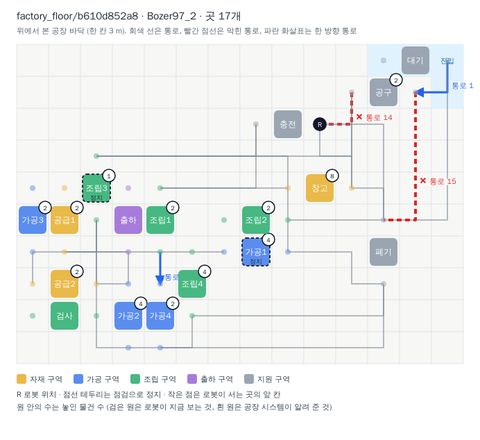 factory_floor/b610d852a8 · Bozer97_2 · 곳 17개
위에서 본 공장 바닥 (한 칸 3 m). 회색 선은 통로, 빨간 점선은 막힌 통로, 파란 화살표는 한 방향 통로
대기
공구
2
통로 1
충전
R
✕ 통로 14
조립3
정지
1
창고
8
✕ 통로 15
가공3
2
공급1
2
출하
조립1
2
조립2
2
가공1
정지
4
폐기
공급2
2
통로
조립4
4
검사
가공2
4
가공4
2
자재 구역
가공 구역
조립 구역
출하 구역
지원 구역
R 로봇 위치 · 점선 테두리는 점검으로 정지 · 작은 점은 로봇이 서는 곳의 앞 칸
원 안의 수는 놓인 물건 수 (검은 원은 로봇이 지금 보는 것, 흰 원은 공장 시스템이 알려 준 것)